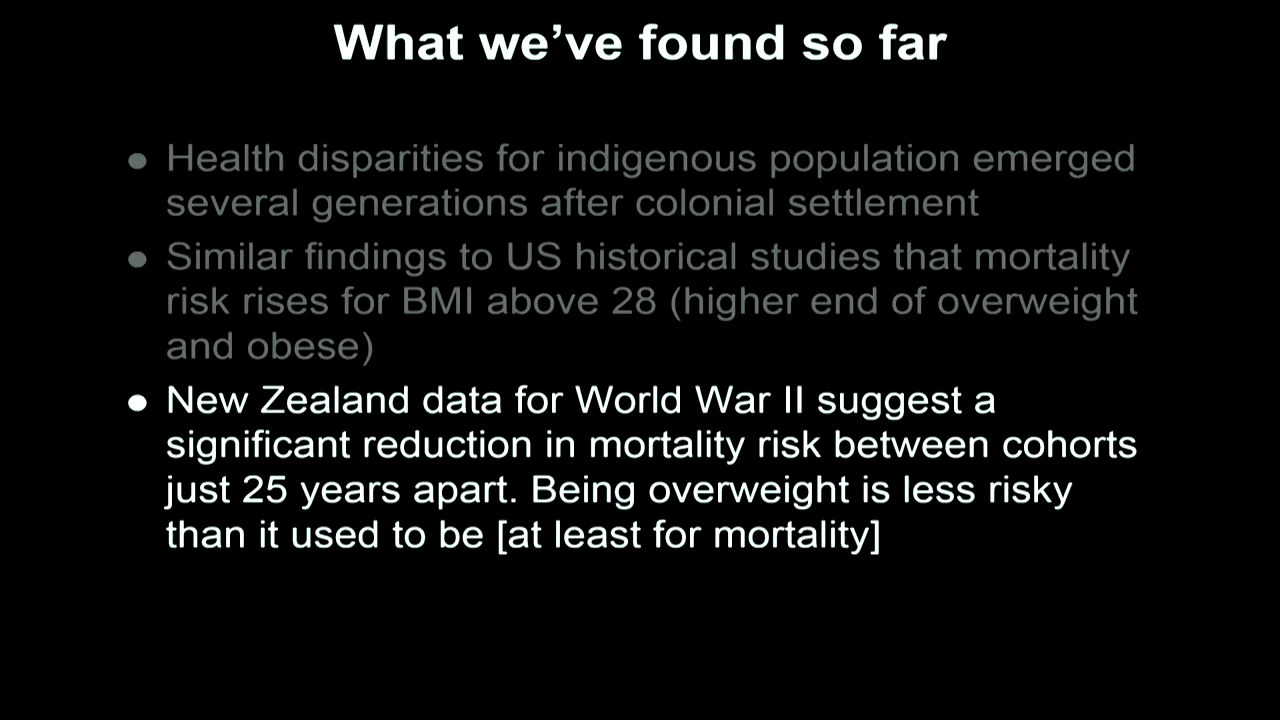 What we’ve found so far
● Health disparities for indigenous population emerged
several generations after colonial settlement
● Similar findings to US historical studies that mortality
risk rises for BMI above 28 (higher end of overweight
and obese)
● New Zealand data for World War II suggest a
significant reduction in mortality risk between cohorts
just 25 years apart. Being overweight is less risky
than it used to be [at least for mortality]